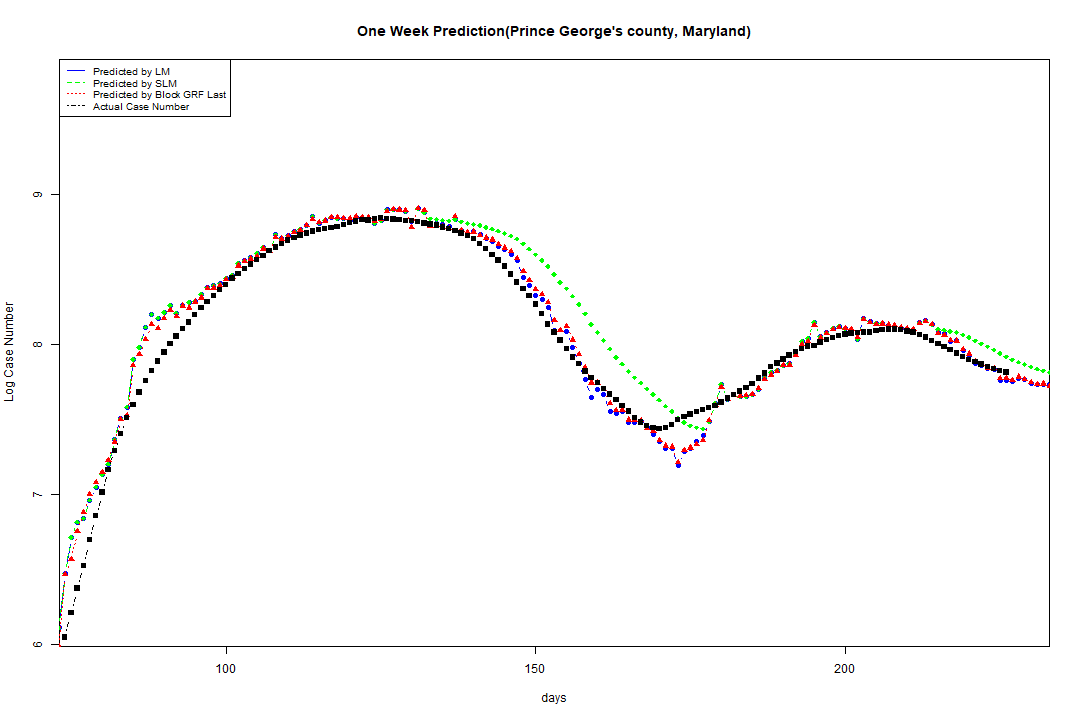 One Week Prediction(Prince George's county, Maryland)
Predicted by LM
Predicted by SLM
Predicted by Block GRF Last
Actual Case Number
9
8
7
6
Log Case Number
100 150 200
days